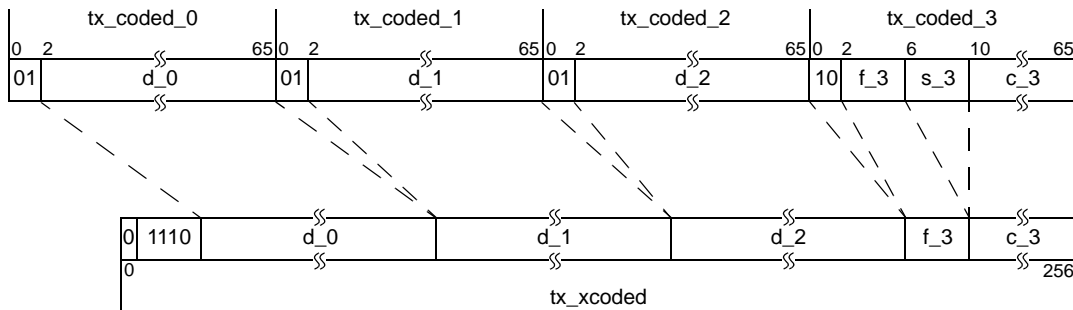 tx_coded_0 tx_coded_1 tx_coded_2 tx_coded_3
0 2 65 0 2 65 0 2 65 0 2 6 10 65
01 d_0 01 d_1 01 d_2 10 f_3 s_3 c_3
0 1110 d_0 d_1 d_2 f_3 c_3
0 256
tx_xcoded